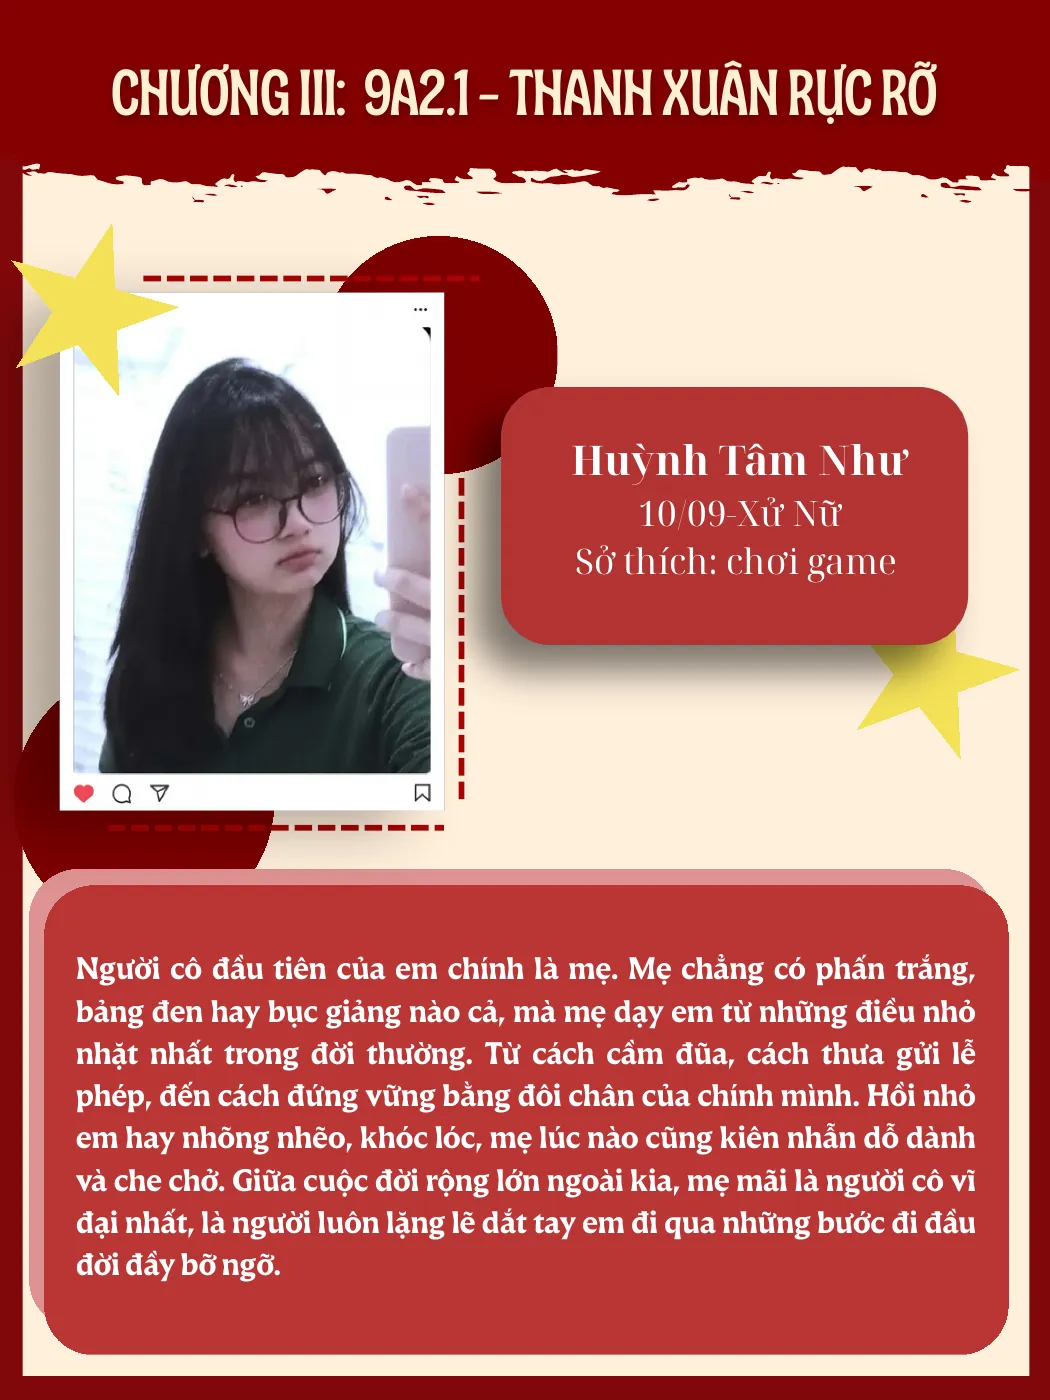 CHƯƠNG III: 9A2.1 - THANH XUÂN RỰC RỠ
Huỳnh Tâm Như
10/09-Xử Nữ
Sở thích: chơi game
Người cô đầu tiên của em chính là mẹ. Mẹ chẳng có phấn trắng,
bảng đen hay bục giảng nào cả, mà mẹ dạy em từ những điều nhỏ
nhặt nhất trong đời thường. Từ cách cầm đũa, cách thưa gửi lễ
phép, đến cách đứng vững bằng đôi chân của chính mình. Hồi nhỏ
em hay nhõng nhẽo, khóc lóc, mẹ lúc nào cũng kiên nhẫn dỗ dành
và che chở. Giữa cuộc đời rộng lớn ngoài kia, mẹ mãi là người cô vĩ
đại nhất, là người luôn lặng lẽ dắt tay em đi qua những bước đi đầu
đời đầy bỡ ngỡ.